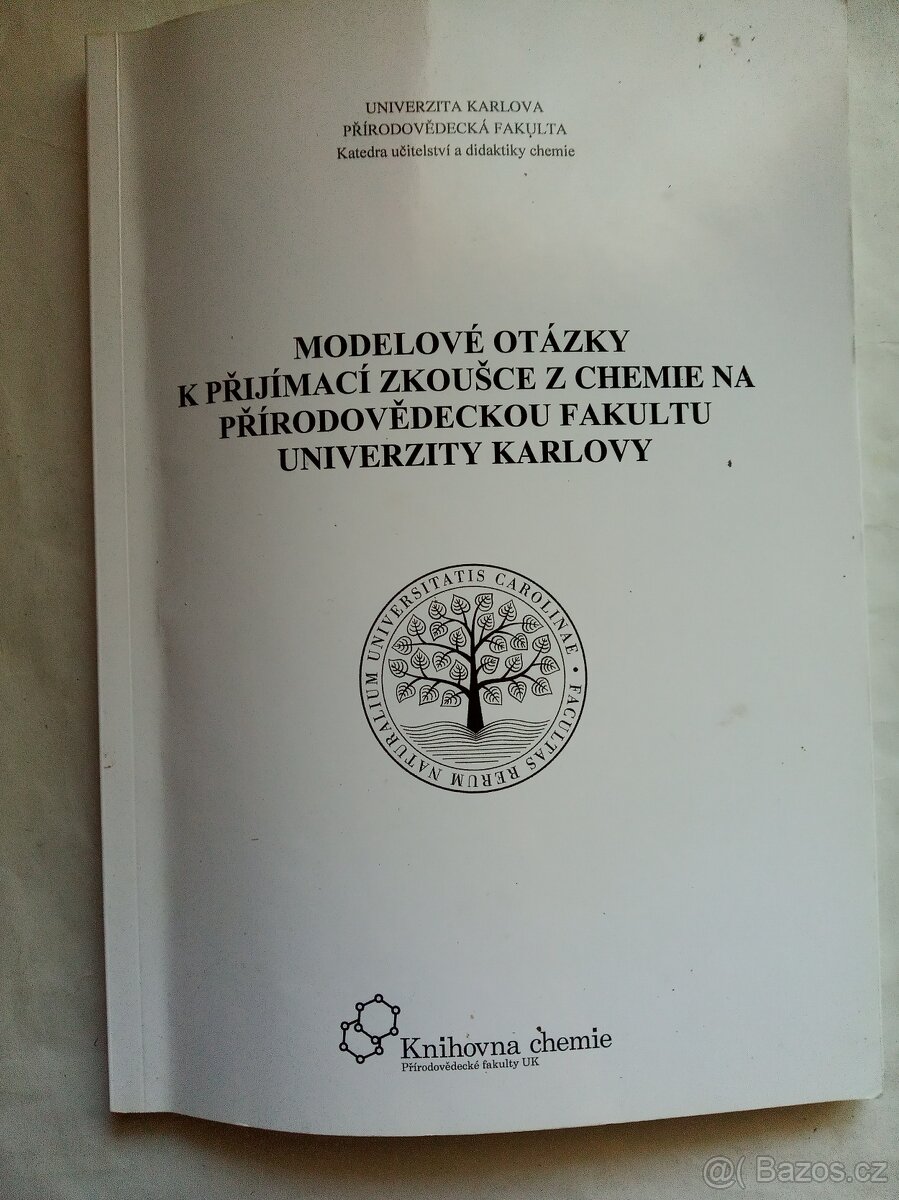 UNIVERZITA KARLOVA
PŘÍRODOVĚDECKÁ FAKULTA
Katedra učitelství a didaktiky chemie
MODELOVÉ OTÁZKY
K PŘIJÍMACÍ ZKOUŠCE Z CHEMIE NA
PŘÍRODOVĚDECKOU FAKULTU
UNIVERZITY KARLOVY
NATURALIUM UNIVERSITATIS CAROLINAE • FACULTAS RERUM
Knihovna chemie
Přírodovědecké fakulty UK
@( Bazos.cz